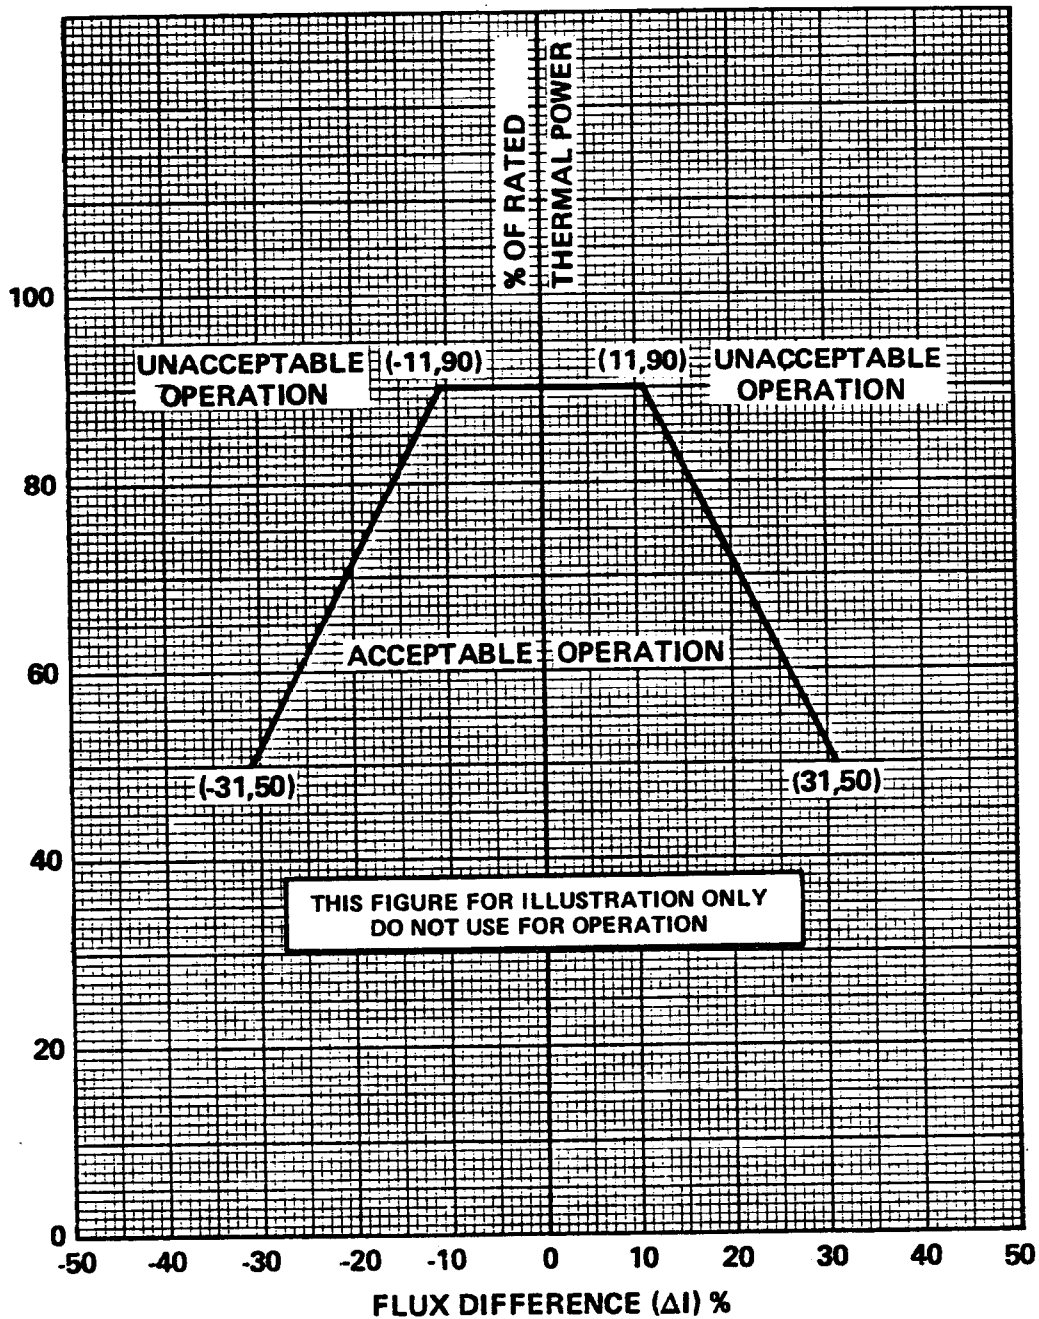 % OF RATED
THERMAL POWER
100
UNACCEPTABLE
OPERATION
(-11,90)
(11,90)
UNACCEPTABLE
OPERATION
80
ACCEPTABLE OPERATION
60
(-31,50)
(31,50)
40
THIS FIGURE FOR ILLUSTRATION ONLY
DO NOT USE FOR OPERATION
20
0
-50 -40 -30 -20 -10 0 10 20 30 40 50
FLUX DIFFERENCE (ΔI) %